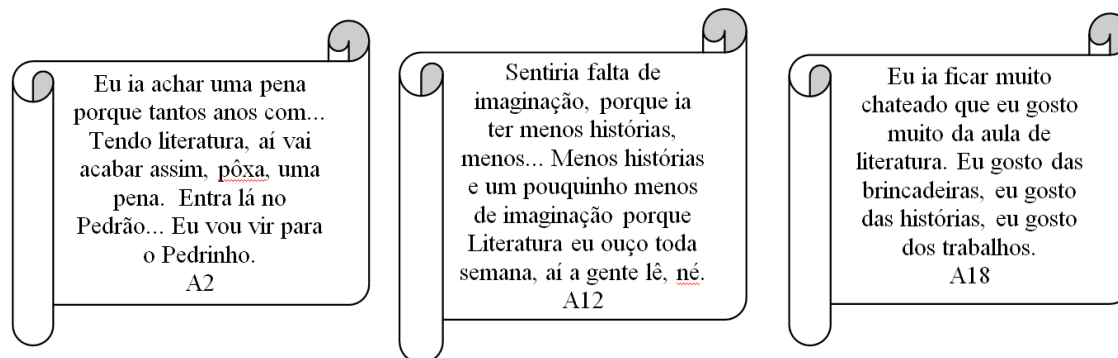 Eu ia achar uma pena
porque tantos anos com...
Tendo literatura, aí vai
acabar assim, pôxa, uma
pena. Entra lá no
Pedrão... Eu vou vir para
o Pedrinho.
A2
Sentiria falta de
imaginação, porque ia
ter menos histórias,
menos... Menos histórias
e um pouquinho menos
de imaginação porque
Literatura eu ouço toda
semana, aí a gente lê, né.
A12
Eu ia ficar muito
chateado que eu gosto
muito da aula de
literatura. Eu gosto das
brincadeiras, eu gosto
das histórias, eu gosto
dos trabalhos.
A18